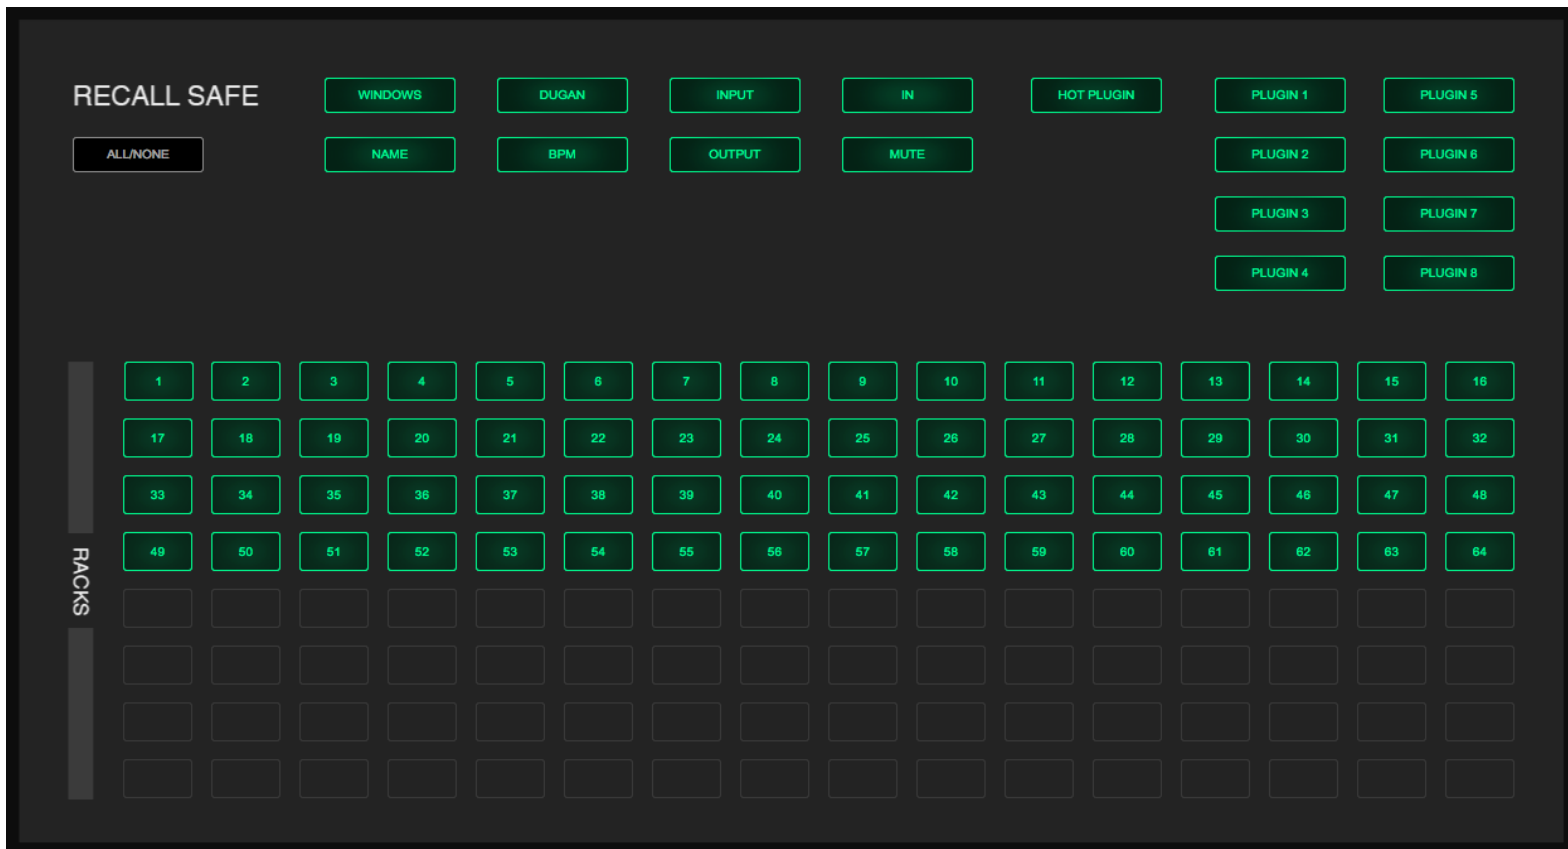 RECALL SAFE WINDOWS DUGAN INPUT IN HOT PLUGIN PLUGIN 1 PLUGIN 5
ALL/NONE NAME BPM OUTPUT MUTE PLUGIN 2 PLUGIN 6
PLUGIN 3 PLUGIN 7
PLUGIN 4 PLUGIN 8
1 2 3 4 5 6 7 8 9 10 11 12 13 14 15 16
17 18 19 20 21 22 23 24 25 26 27 28 29 30 31 32
33 34 35 36 37 38 39 40 41 42 43 44 45 46 47 48
49 50 51 52 53 54 55 56 57 58 59 60 61 62 63 64
RACKS